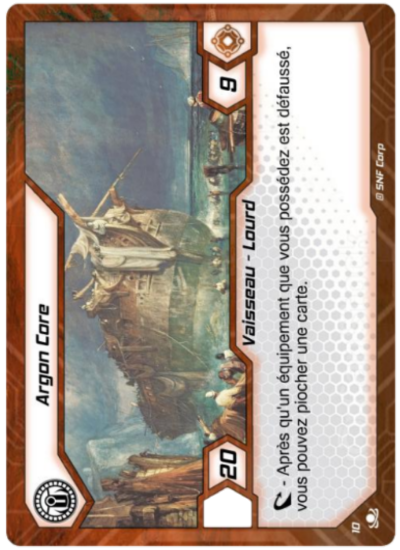 Argon Core
20
Vaisseau - Lourd
9
- Après qu'un équipement que vous possédez est défaussé,
vous pouvez piocher une carte.
10
@ SNF Corp